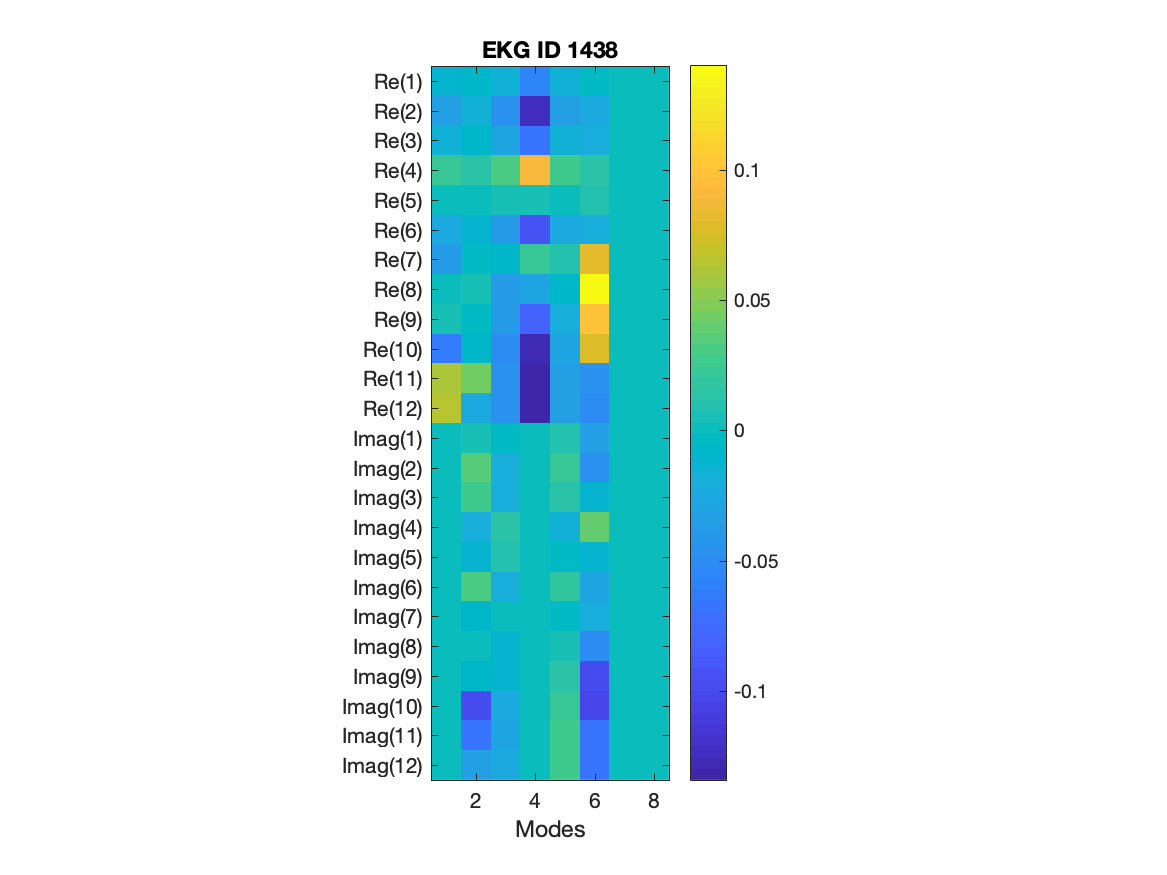 EKG ID 1438
Re(1)
Re(2)
Re(3)
Re(4)
Re(5)
Re(6)
Re(7)
Re(8)
Re(9)
Re(10)
Re(11)
Re(12)
Imag(1)
Imag(2)
Imag(3)
Imag(4)
Imag(5)
Imag(6)
Imag(7)
Imag(8)
Imag(9)
Imag(10)
Imag(11)
Imag(12)
2 4 6 8
Modes
0.1
0.05
0
-0.05
-0.1